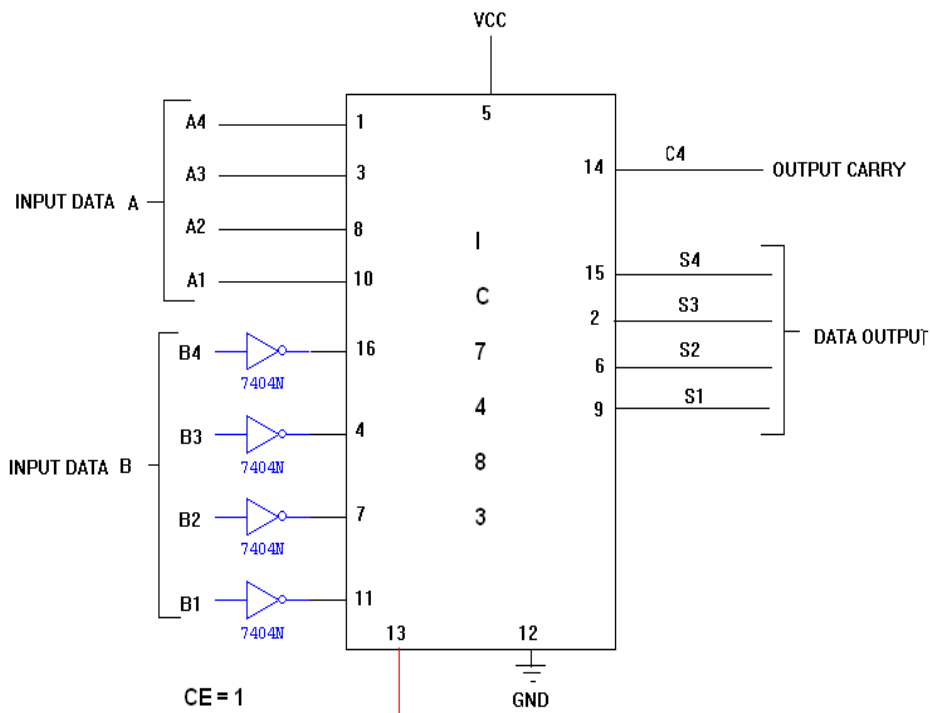 VCC
5
A4
1
A3
3
INPUT DATA A
A2
8
A1
10
14
C4
OUTPUT CARRY
I
C
7
4
8
3
15
S4
2
S3
6
S2
9
S1
DATA OUTPUT
INPUT DATA B
B4
7404N
16
B3
7404N
4
B2
7404N
7
B1
7404N
11
13
12
CE = 1
GND